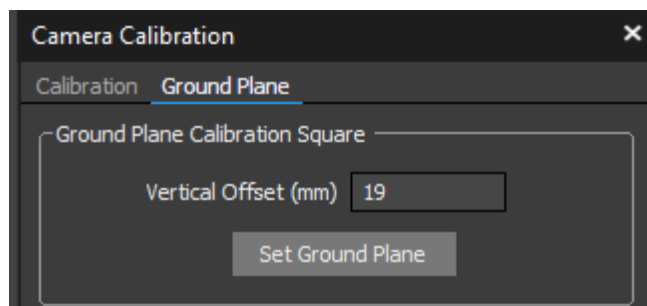 Camera Calibration
Calibration Ground Plane
Ground Plane Calibration Square
Vertical Offset (mm) 19
Set Ground Plane